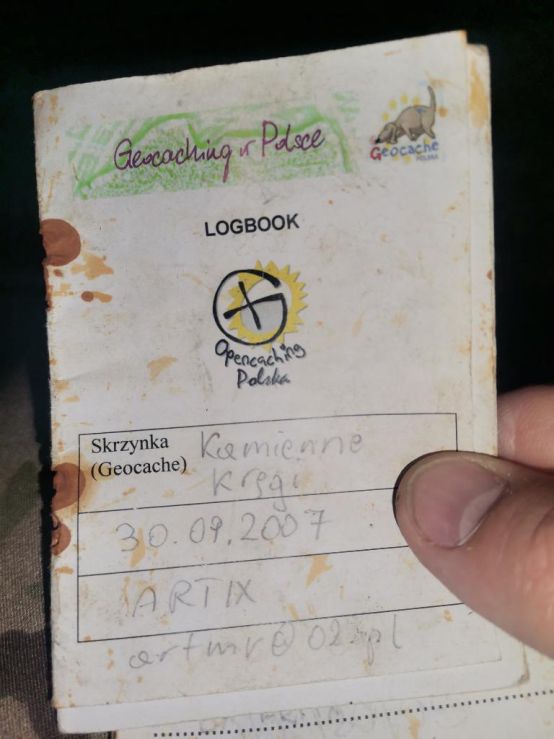 Geocaching w Polsce
Geocache
POLSKA
LOGBOOK
Opencaching
Polska
Skrzynka
(Geocache)
Kamienne
Kręgi
30.09.2007
ARTIX